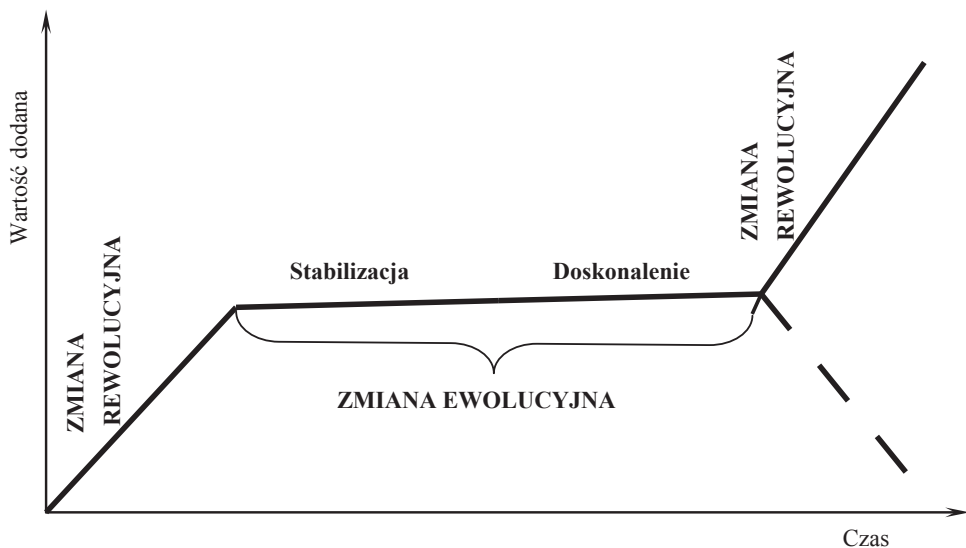 Wartość dodana
ZMIANA
REWOLUCYJNA
Stabilizacja
Doskonalenie
ZMIANA EWOLUCYJNA
ZMIANA
REWOLUCYJNA
Czas